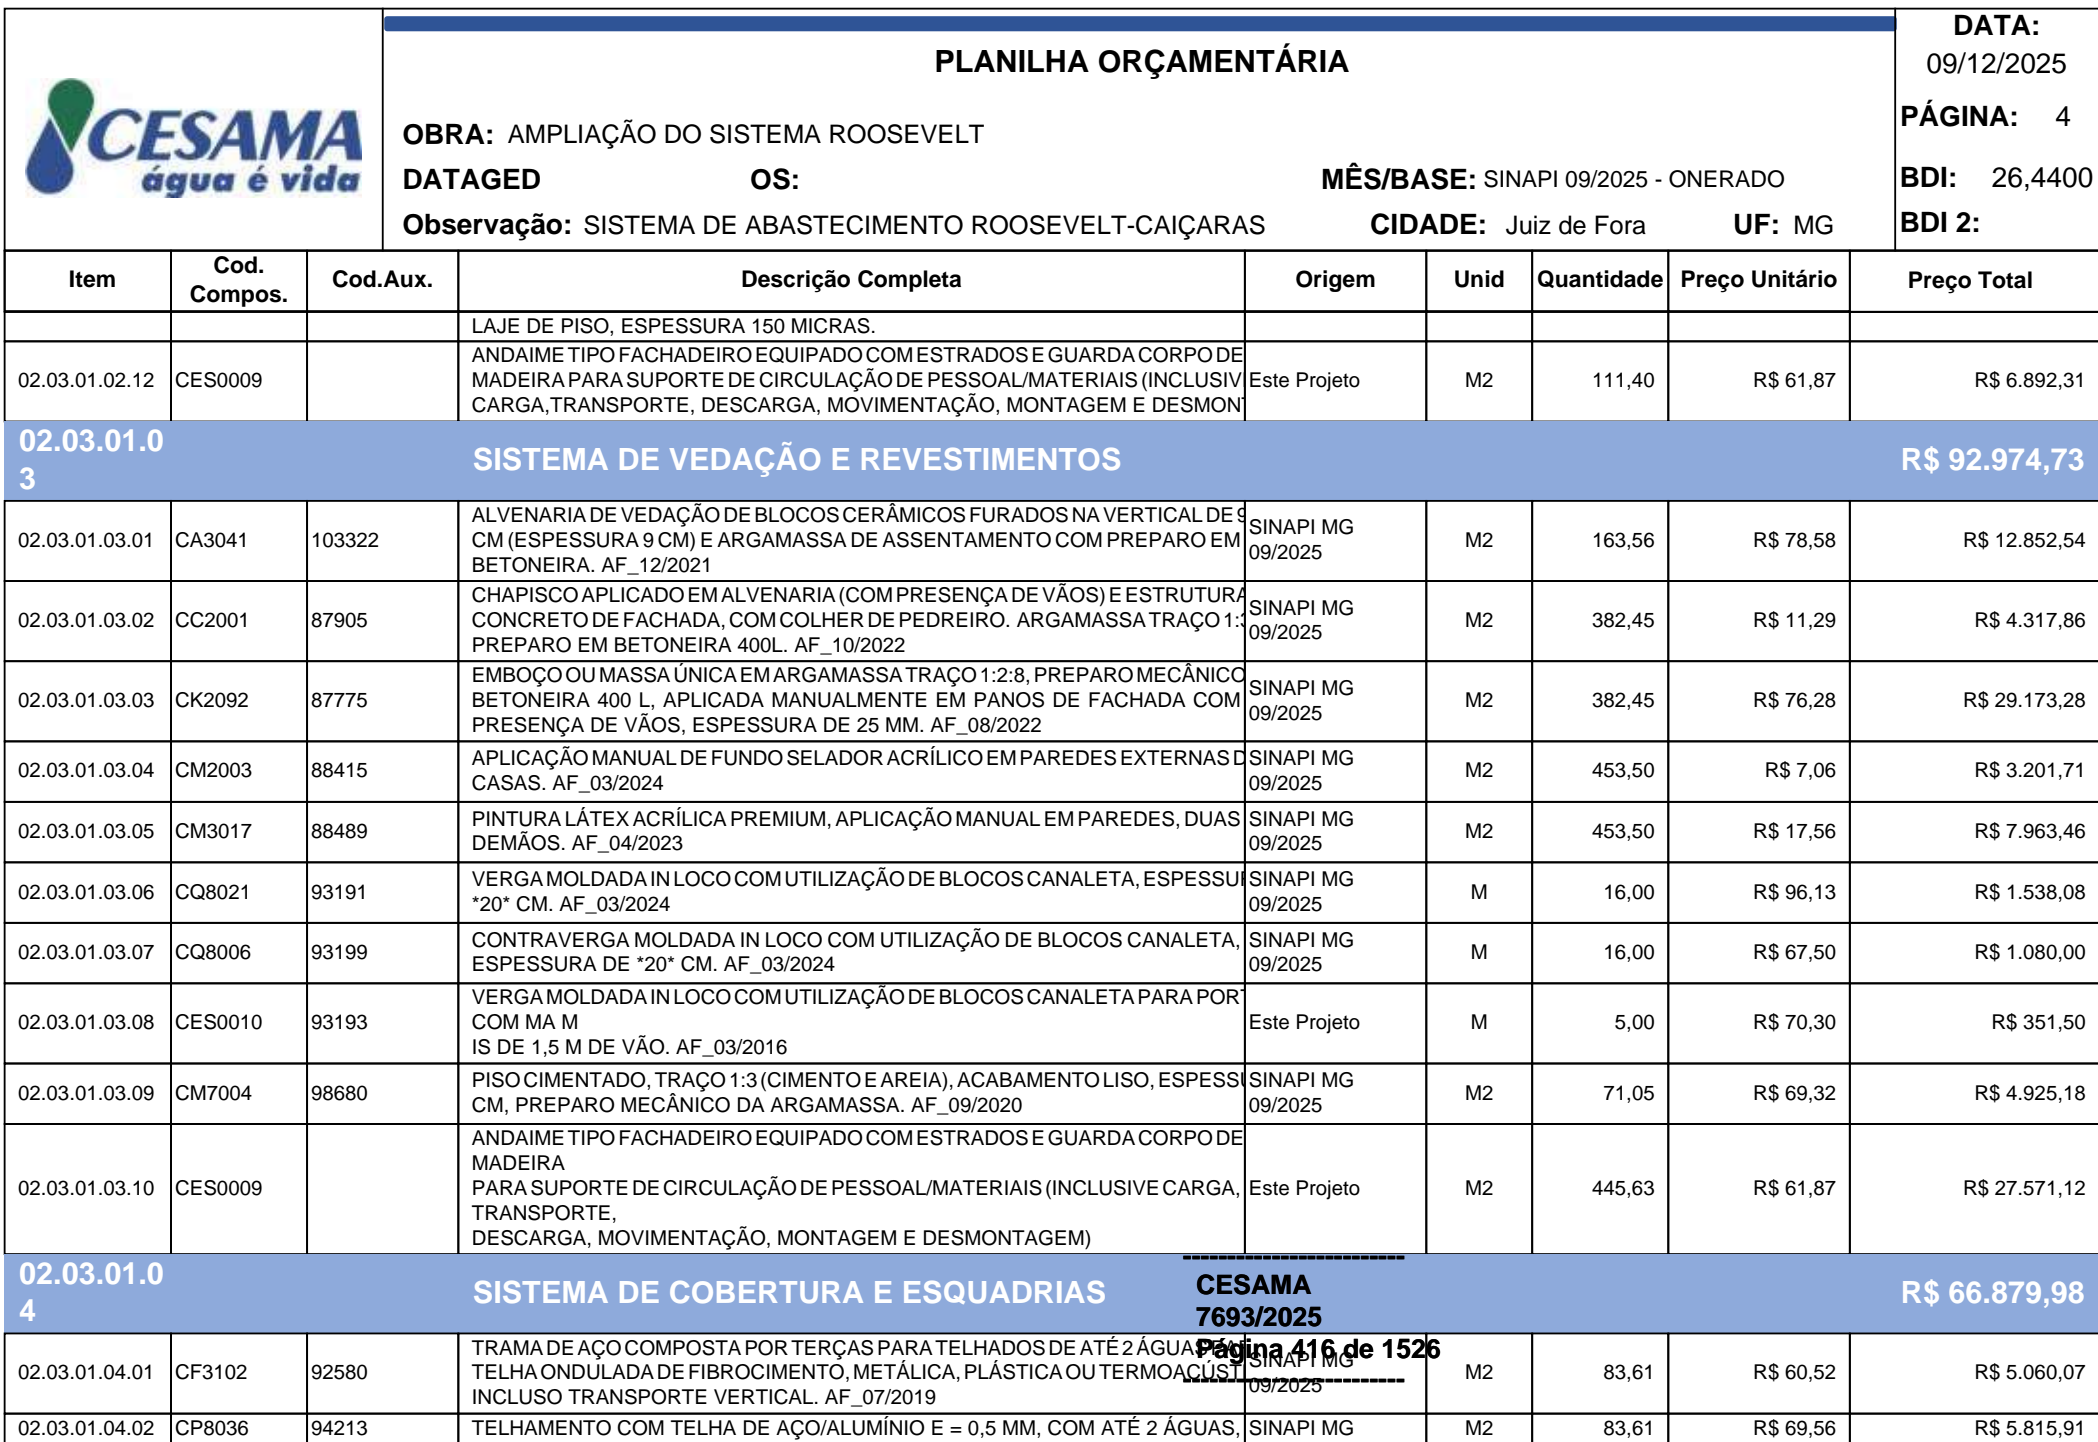 CESAMA
água é vida
PLANILHA ORÇAMENTÁRIA
OBRA: AMPLIAÇÃO DO SISTEMA ROOSEVELT
DATAGED OS: MÊS/BASE: SINAPI 09/2025 - ONERADO
Observação: SISTEMA DE ABASTECIMENTO ROOSEVELT-CAIÇARAS CIDADE: Juiz de Fora UF: MG
DATA:
09/12/2025
PÁGINA: 4
BDI: 26,4400
BDI 2:
Item Cod. Compos. Cod.Aux. Descrição Completa Origem Unid Quantidade Preço Unitário Preço Total
LAJE DE PISO, ESPESSURA 150 MICRAS.
02.03.01.02.12 CES0009 ANDAIME TIPO FACHADEIRO EQUIPADO COM ESTRADOS E GUARDA CORPO DE
MADEIRA PARA SUPORTE DE CIRCULAÇÃO DE PESSOAL/MATERIAIS (INCLUSIV
CARGA,TRANSPORTE, DESCARGA, MOVIMENTAÇÃO, MONTAGEM E DESMON
Este Projeto M2 111,40 R$ 61,87 R$ 6.892,31
02.03.01.0
3 SISTEMA DE VEDAÇÃO E REVESTIMENTOS R$ 92.974,73
02.03.01.03.01 CA3041 103322 ALVENARIA DE VEDAÇÃO DE BLOCOS CERÂMICOS FURADOS NA VERTICAL DE 9
CM (ESPESSURA 9 CM) E ARGAMASSA DE ASSENTAMENTO COM PREPARO EM
BETONEIRA. AF_12/2021
SINAPI MG
09/2025 M2 163,56 R$ 78,58 R$ 12.852,54
02.03.01.03.02 CC2001 87905 CHAPISCO APLICADO EM ALVENARIA (COM PRESENÇA DE VÃOS) E ESTRUTURA
CONCRETO DE FACHADA, COM COLHER DE PEDREIRO. ARGAMASSA TRAÇO 1:3
PREPARO EM BETONEIRA 400L. AF_10/2022
SINAPI MG
09/2025 M2 382,45 R$ 11,29 R$ 4.317,86
02.03.01.03.03 CK2092 87775 EMBOÇO OU MASSA ÚNICA EM ARGAMASSA TRAÇO 1:2:8, PREPARO MECÂNICO
BETONEIRA 400 L, APLICADA MANUALMENTE EM PANOS DE FACHADA COM
PRESENÇA DE VÃOS, ESPESSURA DE 25 MM. AF_08/2022
SINAPI MG
09/2025 M2 382,45 R$ 76,28 R$ 29.173,28
02.03.01.03.04 CM2003 88415 APLICAÇÃO MANUAL DE FUNDO SELADOR ACRÍLICO EM PAREDES EXTERNAS D
CASAS. AF_03/2024
SINAPI MG
09/2025 M2 453,50 R$ 7,06 R$ 3.201,71
02.03.01.03.05 CM3017 88489 PINTURA LÁTEX ACRÍLICA PREMIUM, APLICAÇÃO MANUAL EM PAREDES, DUAS
DEMÃOS. AF_04/2023
SINAPI MG
09/2025 M2 453,50 R$ 17,56 R$ 7.963,46
02.03.01.03.06 CQ8021 93191 VERGA MOLDADA IN LOCO COM UTILIZAÇÃO DE BLOCOS CANALETA, ESPESSUR
*20* CM. AF_03/2024
SINAPI MG
09/2025 M 16,00 R$ 96,13 R$ 1.538,08
02.03.01.03.07 CQ8006 93199 CONTRAVERGA MOLDADA IN LOCO COM UTILIZAÇÃO DE BLOCOS CANALETA,
ESPESSURA DE *20* CM. AF_03/2024
SINAPI MG
09/2025 M 16,00 R$ 67,50 R$ 1.080,00
02.03.01.03.08 CES0010 93193 VERGA MOLDADA IN LOCO COM UTILIZAÇÃO DE BLOCOS CANALETA PARA PORT
COM MA M
IS DE 1,5 M DE VÃO. AF_03/2016
Este Projeto M 5,00 R$ 70,30 R$ 351,50
02.03.01.03.09 CM7004 98680 PISO CIMENTADO, TRAÇO 1:3 (CIMENTO E AREIA), ACABAMENTO LISO, ESPESSU
CM, PREPARO MECÂNICO DA ARGAMASSA. AF_09/2020
SINAPI MG
09/2025 M2 71,05 R$ 69,32 R$ 4.925,18
02.03.01.03.10 CES0009 ANDAIME TIPO FACHADEIRO EQUIPADO COM ESTRADOS E GUARDA CORPO DE
MADEIRA
PARA SUPORTE DE CIRCULAÇÃO DE PESSOAL/MATERIAIS (INCLUSIVE CARGA,
TRANSPORTE,
DESCARGA, MOVIMENTAÇÃO, MONTAGEM E DESMONTAGEM)
Este Projeto M2 445,63 R$ 61,87 R$ 27.571,12
02.03.01.0
4 SISTEMA DE COBERTURA E ESQUADRIAS R$ 66.879,98
-------------------------
CESAMA
7693/2025
Página 416 de 1526
-------------------------
02.03.01.04.01 CF3102 92580 TRAMA DE AÇO COMPOSTA POR TERÇAS PARA TELHADOS DE ATÉ 2 ÁGUAS
TELHA ONDULADA DE FIBROCIMENTO, METÁLICA, PLÁSTICA OU TERMOACÚST
INCLUSO TRANSPORTE VERTICAL. AF_07/2019
SINAPI MG
09/2025 M2 83,61 R$ 60,52 R$ 5.060,07
02.03.01.04.02 CP8036 94213 TELHAMENTO COM TELHA DE AÇO/ALUMÍNIO E = 0,5 MM, COM ATÉ 2 ÁGUAS,
SINAPI MG M2 83,61 R$ 69,56 R$ 5.815,91